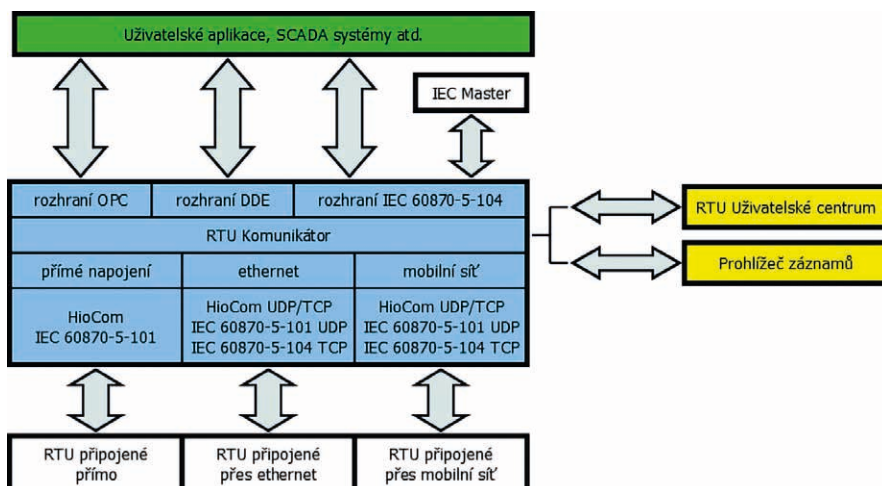 Uživatelské aplikace, SCADA systémy atd.
IEC Master
rozhraní OPC
rozhraní DDE
rozhraní IEC 60870-5-104
RTU Komunikátor
RTU Uživatelské centrum
Prohlížeč záznamů
přímé napojení
ethernet
mobilní síť
HioCom
IEC 60870-5-101
HioCom UDP/TCP
IEC 60870-5-101 UDP
IEC 60870-5-104 TCP
HioCom UDP/TCP
IEC 60870-5-101 UDP
IEC 60870-5-104 TCP
RTU připojené
přímo
RTU připojené
přes ethernet
RTU připojené
přes mobilní síť